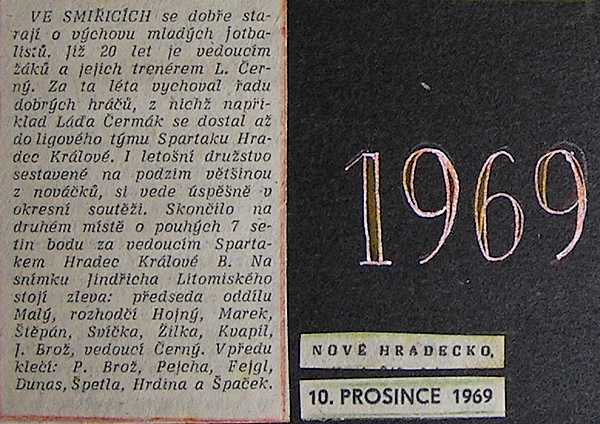 VE SMIŘICÍCH se dobře sta-
rají o výchovu mladých fotba-
listů. Již 20 let je vedoucím
žáků a jejich trenérem L. Čer-
ný. Za ta léta vychoval řadu
dobrých hráčů, z nichž napří-
klad Láďa Čermák se dostal až
do ligového týmu Spartaku Hra-
dec Králové. I letošní družstvo
sestavené na podzim většinou
z nováčků, si vede úspěšně v
okresní soutěži. Skončilo na
druhém místě o pouhých 7 se-
tin bodu za vedoucím Sparta-
kem Hradec Králové B. Na
snímku Jindřicha Litomiského
stojí zleva: předseda oddílu
Malý, rozhodčí Hojný, Marek,
Štěpán, Svíčka, Žilka, Kvapil,
J. Brož, vedoucí Černý. Vpředu
klečí: P. Brož, Pejcha, Fejgl,
Dunas, Špetla, Hrdina a Špaček.
1969
NOVÉ HRADECKO,
10. PROSINCE 1969